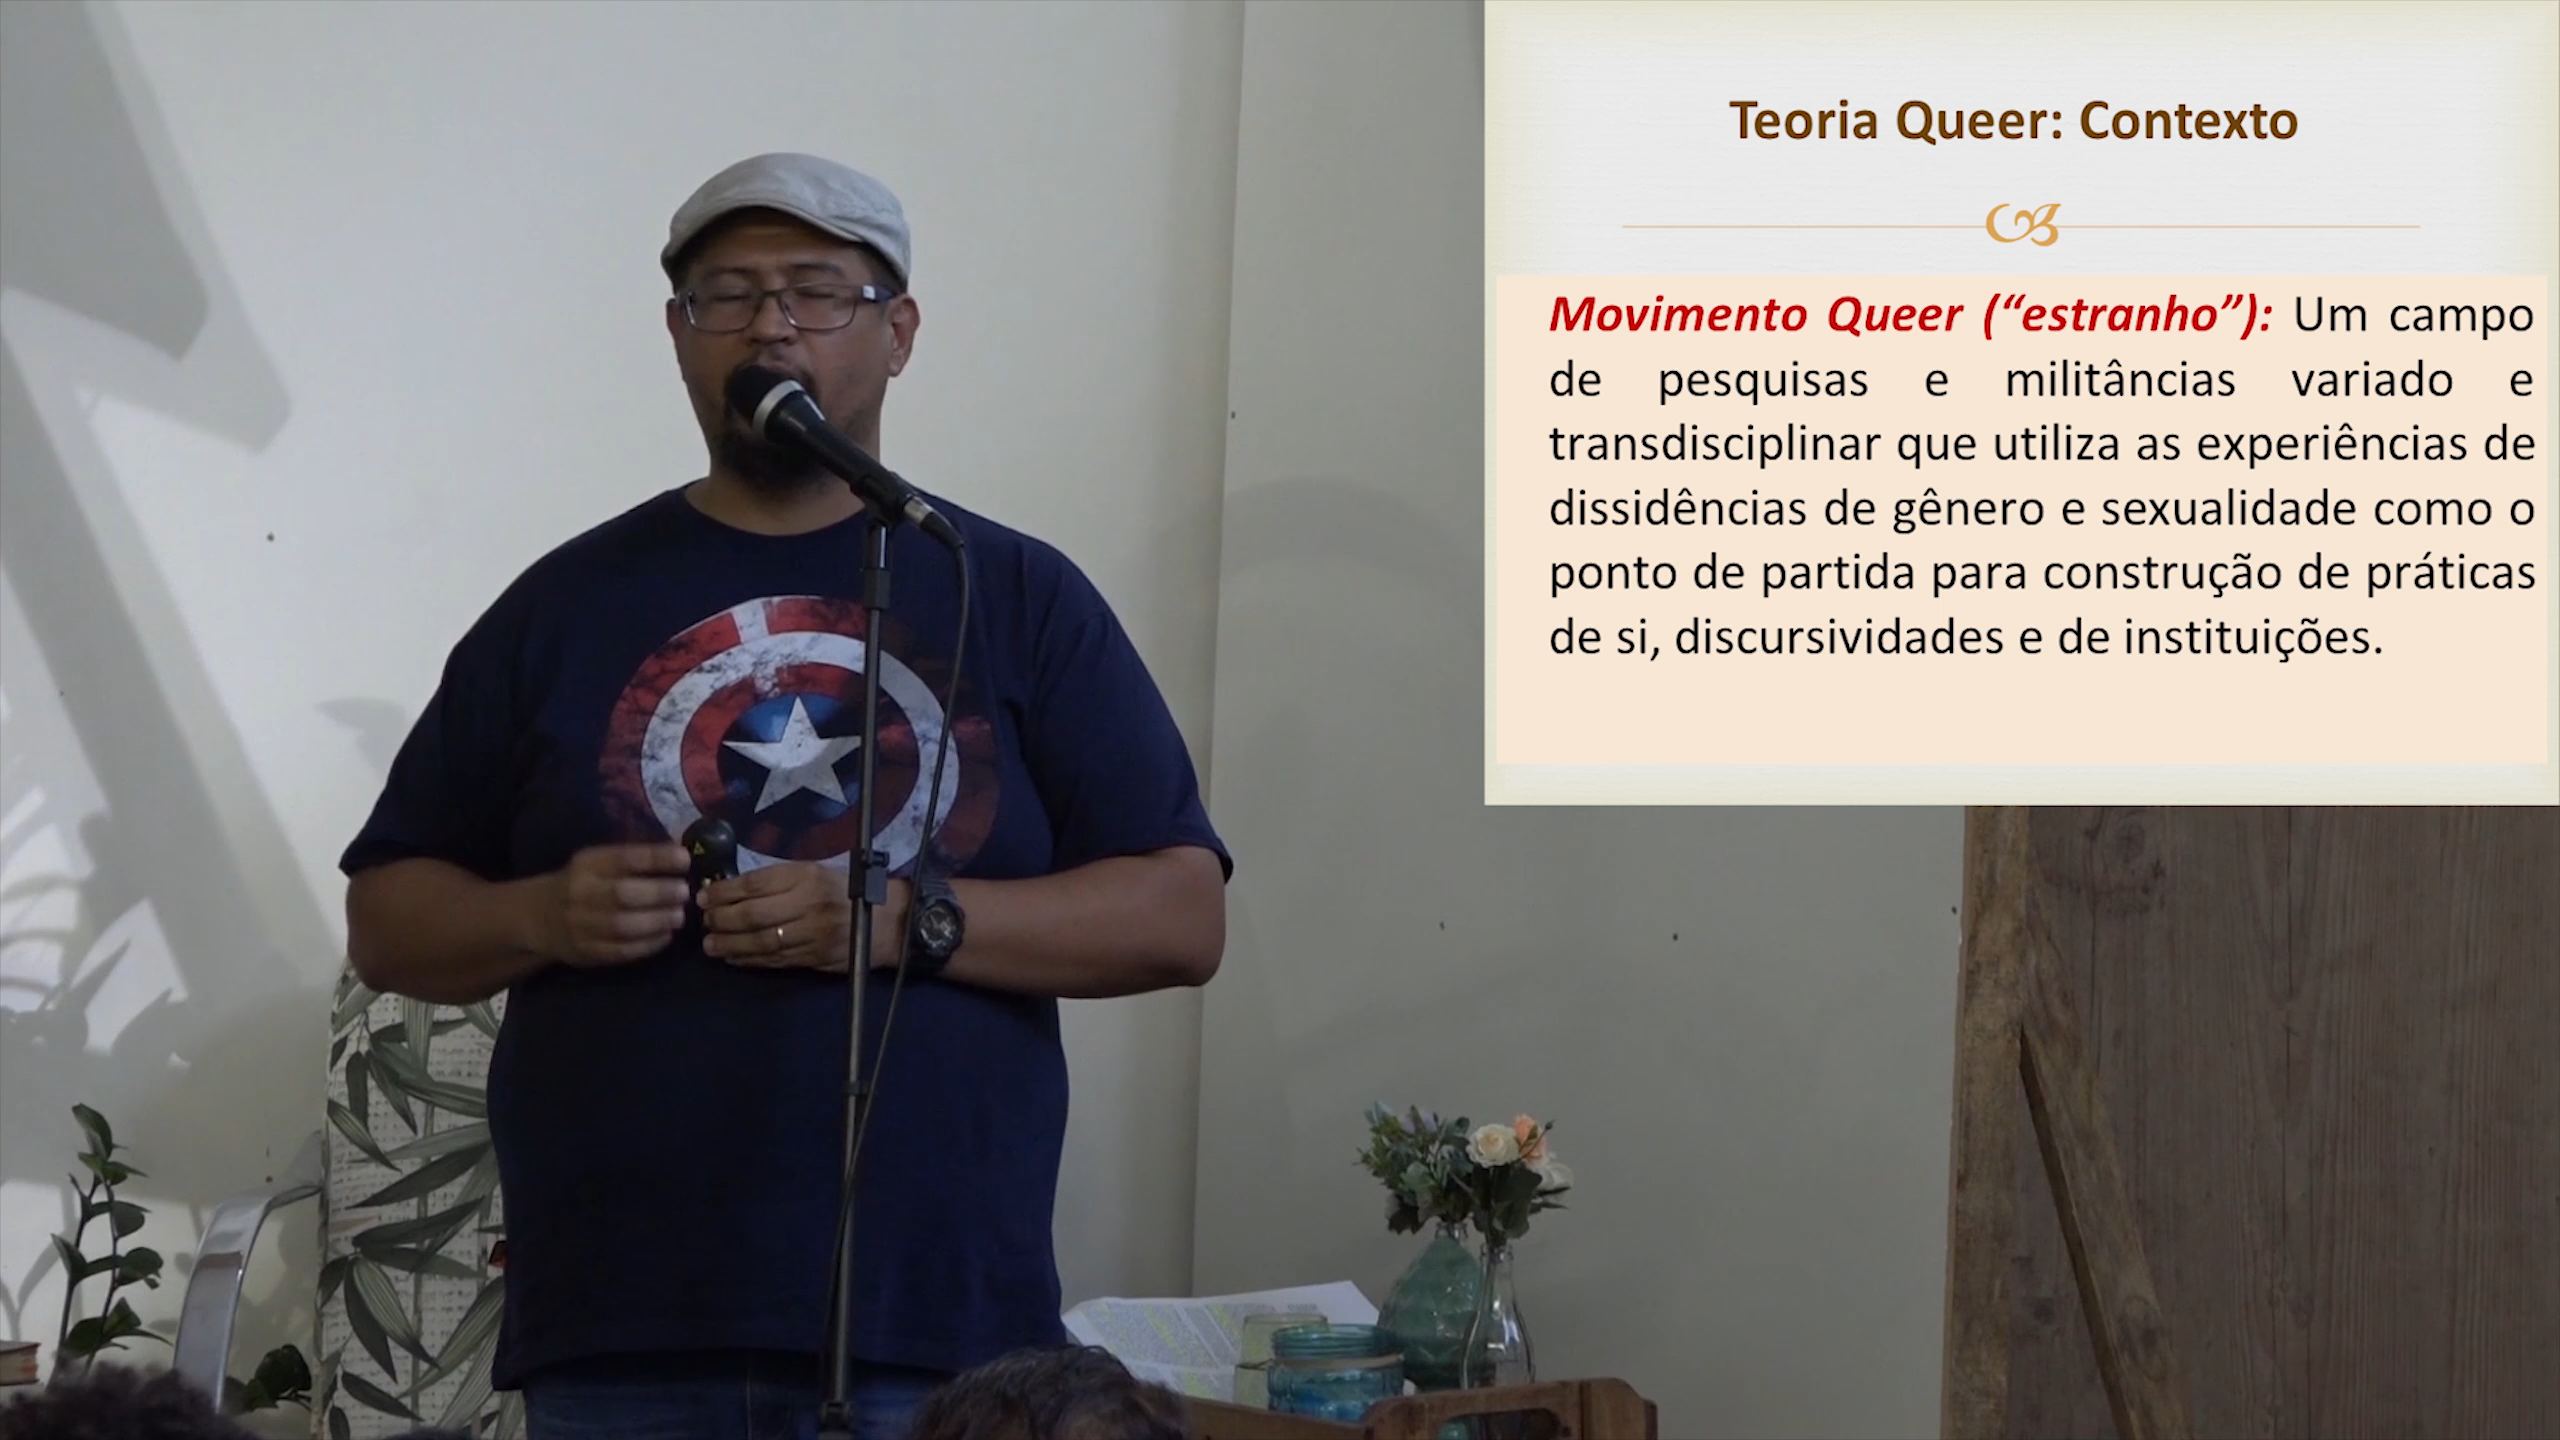 Teoria Queer: Contexto
Movimento Queer (“estranho”): Um campo
de pesquisas e militâncias variado e
transdisciplinar que utiliza as experiências de
dissidências de gênero e sexualidade como o
ponto de partida para construção de práticas
de si, discursividades e de instituições.